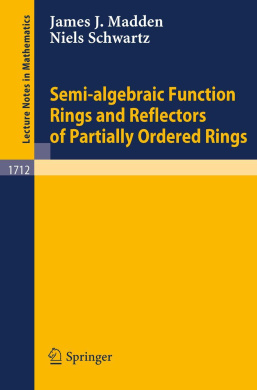 Lecture Notes in Mathematics
James J. Madden
Niels Schwartz
Semi-algebraic Function
Rings and Reflectors
of Partially Ordered Rings
1712
Springer